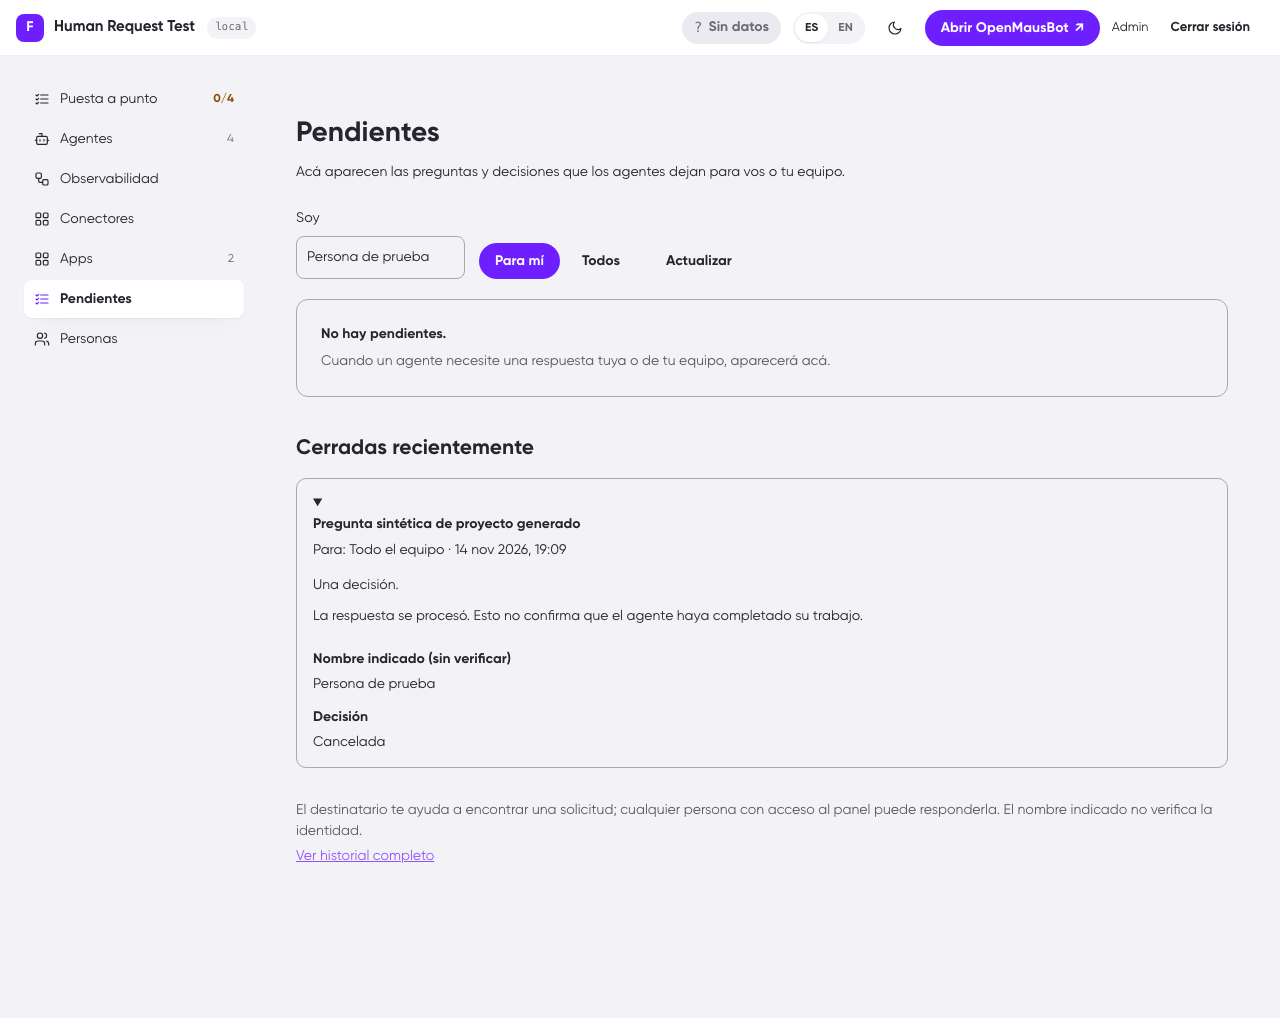 F Human Request Test local
? Sin datos ES EN Abrir OpenMausBot ↗ Admin Cerrar sesión
Puesta a punto 0/4
Agentes 4
Observabilidad
Conectores
Apps 2
Pendientes
Personas
Pendientes
Acá aparecen las preguntas y decisiones que los agentes dejan para vos o tu equipo.
Soy
Persona de prueba Para mí Todos Actualizar
No hay pendientes.
Cuando un agente necesite una respuesta tuya o de tu equipo, aparecerá acá.
Cerradas recientemente
▼
Pregunta sintética de proyecto generado
Para: Todo el equipo · 14 nov 2026, 19:09
Una decisión.
La respuesta se procesó. Esto no confirma que el agente haya completado su trabajo.
Nombre indicado (sin verificar)
Persona de prueba
Decisión
Cancelada
El destinatario te ayuda a encontrar una solicitud; cualquier persona con acceso al panel puede responderla. El nombre indicado no verifica la
identidad.
Ver historial completo